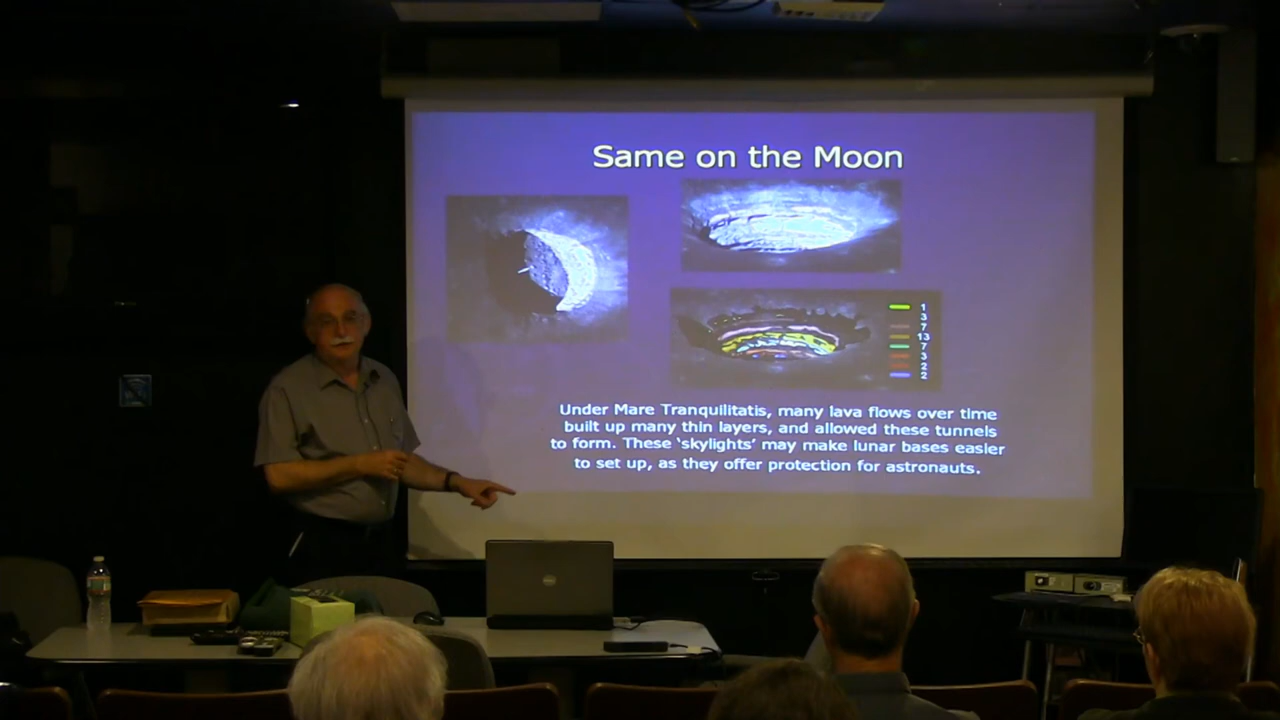 Same on the Moon
1
3
7
13
7
3
2
2
Under Mare Tranquilitatis, many lava flows over time
built up many thin layers, and allowed these tunnels
to form. These ‘skylights’ may make lunar bases easier
to set up, as they offer protection for astronauts.